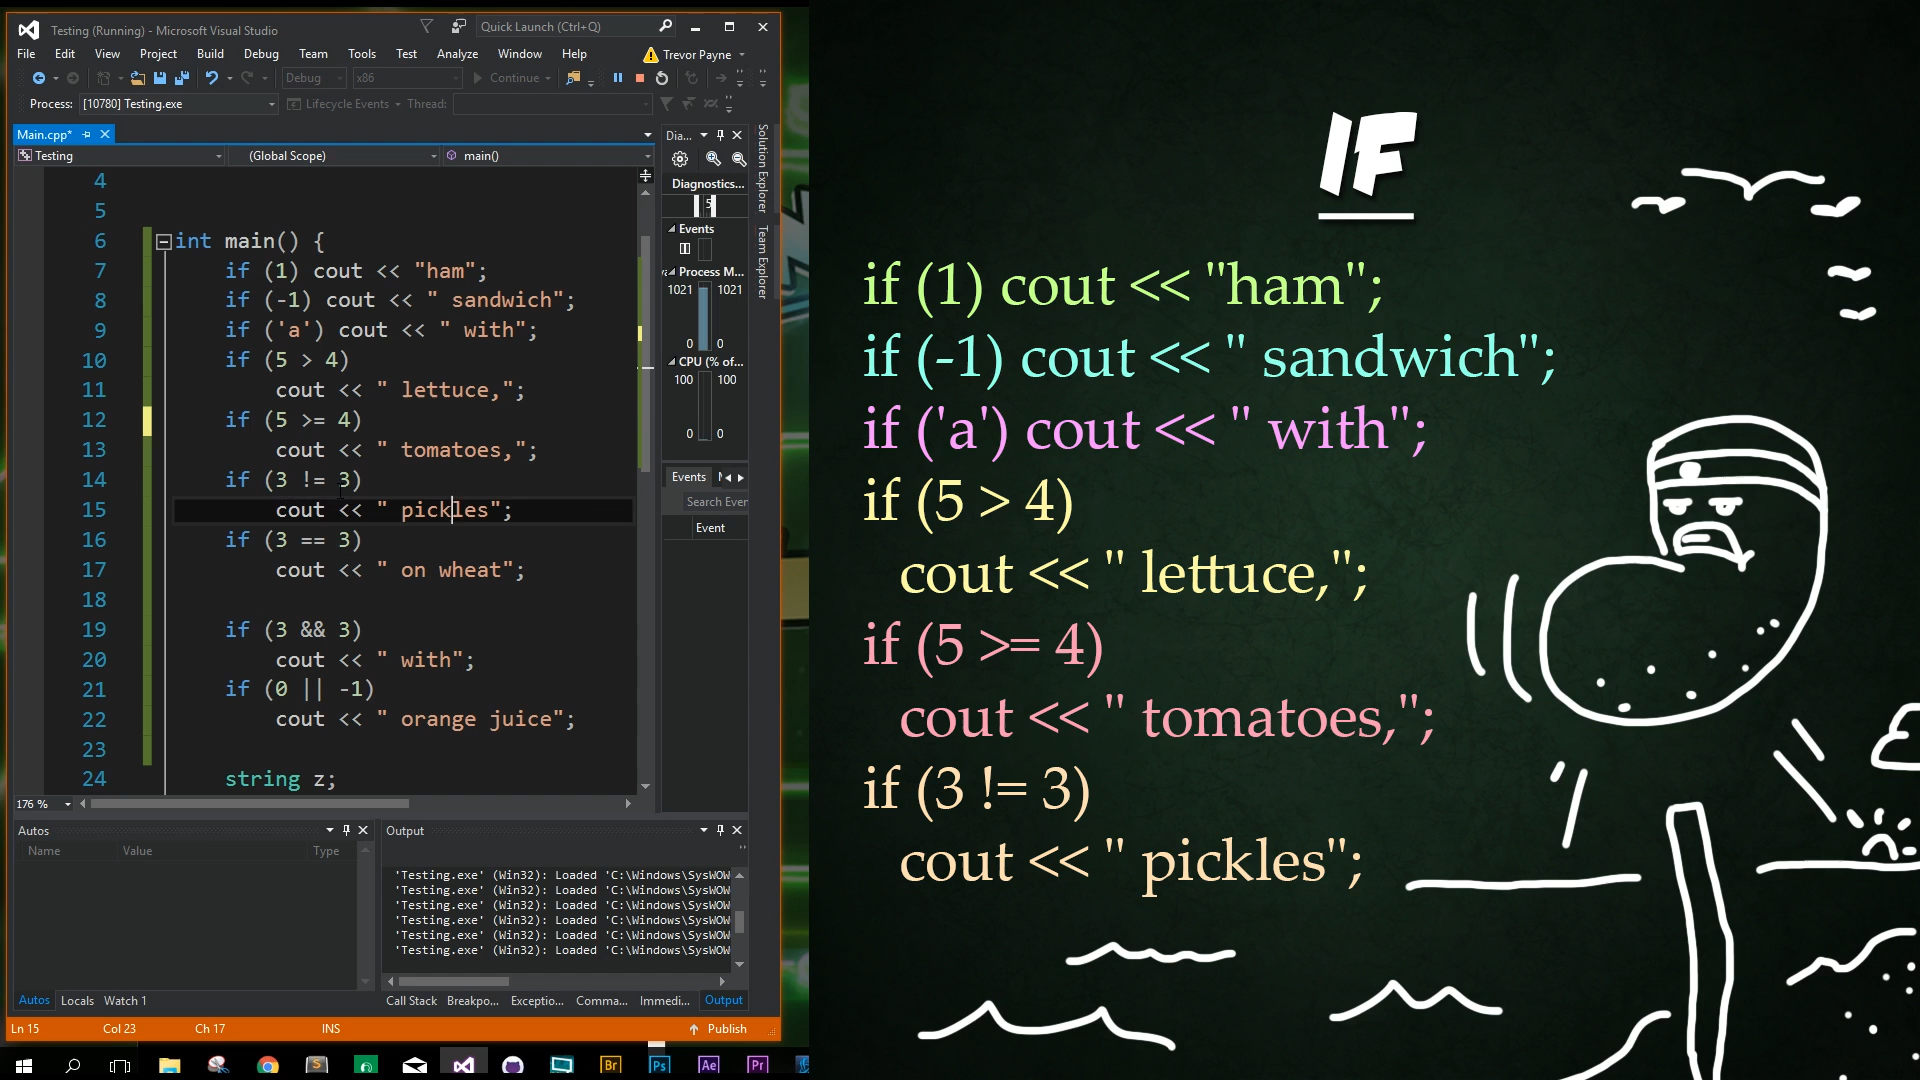 Testing (Running) - Microsoft Visual Studio
Quick Launch (Ctrl+Q)
File Edit View Project Build Debug Team Tools Test Analyze Window Help
Trevor Payne
Debug x86 Continue
Process: [10780] Testing.exe Lifecycle Events Thread:
Main.cpp*
Testing (Global Scope) main()
4
5
6 int main() {
7 if (1) cout << "ham";
8 if (-1) cout << " sandwich";
9 if ('a') cout << " with";
10 if (5 > 4)
11 cout << " lettuce,";
12 if (5 >= 4)
13 cout << " tomatoes,";
14 if (3 != 3)
15 cout << " pickles";
16 if (3 == 3)
17 cout << " on wheat";
18
19 if (3 && 3)
20 cout << " with";
21 if (0 || -1)
22 cout << " orange juice";
23
24 string z;
176 %
Dia...
Diagnostics...
5
Events
Process M...
1021 1021
0 0
CPU (% of...
100 100
0 0
Events
Search Ever
Event
Solution Explorer
Team Explorer
Autos
Name Value Type
Autos Locals Watch 1
Output
'Testing.exe' (Win32): Loaded 'C:\Windows\SysWOW
'Testing.exe' (Win32): Loaded 'C:\Windows\SysWOW
'Testing.exe' (Win32): Loaded 'C:\Windows\SysWOW
'Testing.exe' (Win32): Loaded 'C:\Windows\SysWOW
'Testing.exe' (Win32): Loaded 'C:\Windows\SysWOW
'Testing.exe' (Win32): Loaded 'C:\Windows\SysWOW
Call Stack Breakpo... Exceptio... Comma... Immedi... Output
Ln 15 Col 23 Ch 17 INS Publish
Br Ps Ae Pr
IF
if (1) cout << "ham";
if (-1) cout << " sandwich";
if ('a') cout << " with";
if (5 > 4)
cout << " lettuce,";
if (5 >= 4)
cout << " tomatoes,";
if (3 != 3)
cout << " pickles";